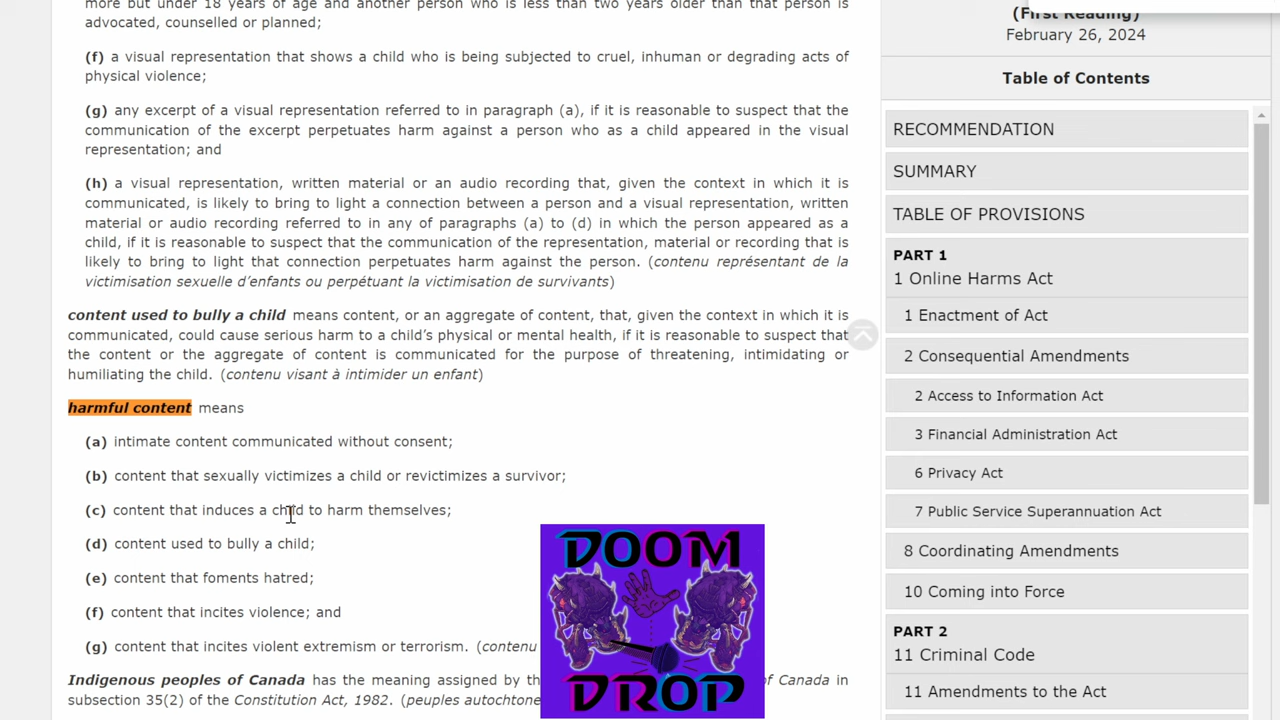 more but under 18 years of age and another person who is less than two years older than that person is
advocated, counselled or planned;
(f) a visual representation that shows a child who is being subjected to cruel, inhuman or degrading acts of
physical violence;
(g) any excerpt of a visual representation referred to in paragraph (a), if it is reasonable to suspect that the
communication of the excerpt perpetuates harm against a person who as a child appeared in the visual
representation; and
(h) a visual representation, written material or an audio recording that, given the context in which it is
communicated, is likely to bring to light a connection between a person and a visual representation, written
material or audio recording referred to in any of paragraphs (a) to (d) in which the person appeared as a
child, if it is reasonable to suspect that the communication of the representation, material or recording that is
likely to bring to light that connection perpetuates harm against the person. (contenu représentant de la
victimisation sexuelle d'enfants ou perpétuant la victimisation de survivants)
content used to bully a child means content, or an aggregate of content, that, given the context in which it is
communicated, could cause serious harm to a child's physical or mental health, if it is reasonable to suspect that
the content or the aggregate of content is communicated for the purpose of threatening, intimidating or
humiliating the child. (contenu visant à intimider un enfant)
harmful content means
(a) intimate content communicated without consent;
(b) content that sexually victimizes a child or revictimizes a survivor;
(c) content that induces a child to harm themselves;
(d) content used to bully a child;
(e) content that foments hatred;
(f) content that incites violence; and
(g) content that incites violent extremism or terrorism. (contenu
Indigenous peoples of Canada has the meaning assigned by th of Canada in
subsection 35(2) of the Constitution Act, 1982. (peuples autochtone
DOOM
DROP
(First Reading)
February 26, 2024
Table of Contents
RECOMMENDATION
SUMMARY
TABLE OF PROVISIONS
PART 1
1 Online Harms Act
1 Enactment of Act
2 Consequential Amendments
2 Access to Information Act
3 Financial Administration Act
6 Privacy Act
7 Public Service Superannuation Act
8 Coordinating Amendments
10 Coming into Force
PART 2
11 Criminal Code
11 Amendments to the Act